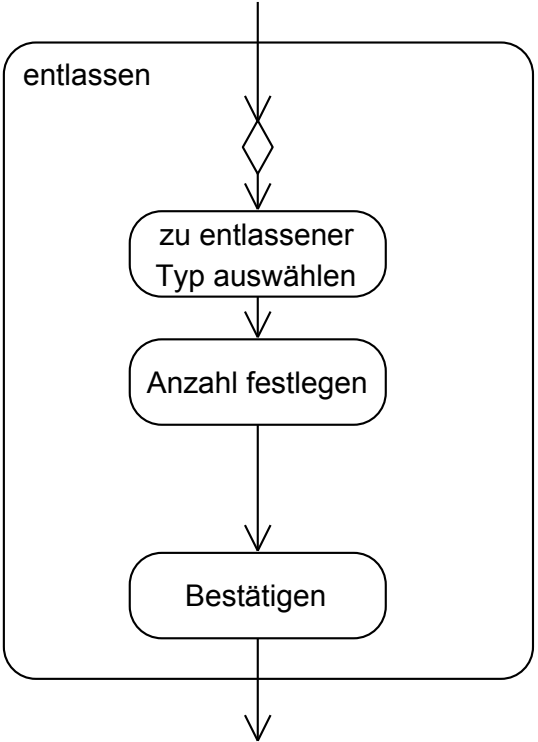 entlassen
zu entlassener
Typ auswählen
Anzahl festlegen
Bestätigen